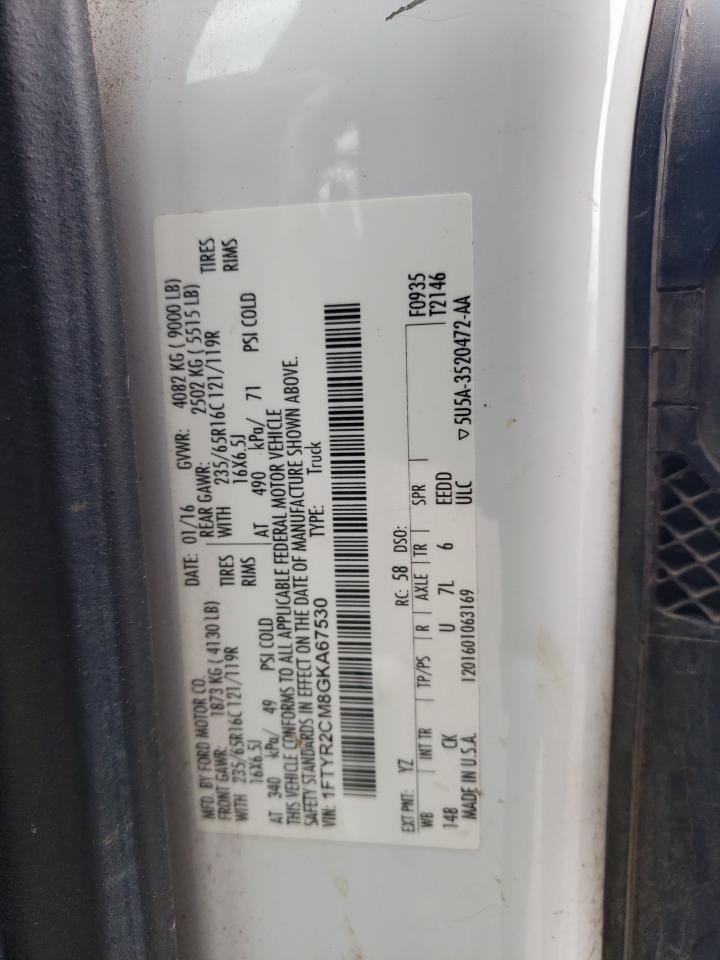 MFD. BY FORD MOTOR CO. DATE: 01/16 GVWR: 4082 KG ( 9000 LB)
FRONT GAWR: 1873 KG ( 4130 LB) REAR GAWR: 2502 KG ( 5515 LB)
WITH 235/65R16C 121/119R TIRES WITH 235/65R16C 121/119R TIRES
16X6.5J RIMS 16X6.5J RIMS
AT 340 kPa/ 49 PSI COLD AT 490 kPa/ 71 PSI COLD
THIS VEHICLE CONFORMS TO ALL APPLICABLE FEDERAL MOTOR VEHICLE
SAFETY STANDARDS IN EFFECT ON THE DATE OF MANUFACTURE SHOWN ABOVE.
VIN: 1FTYR2CM8GKA67530 TYPE: Truck
EXT PNT: YZ RC: 58 DSO: F0935
WB INT TR TP/PS R AXLE TR SPR T2146
148 CK U 7L 6 EEDD
MADE IN U.S.A. 1201601063169 ULC ▽5U5A-3520472-AA